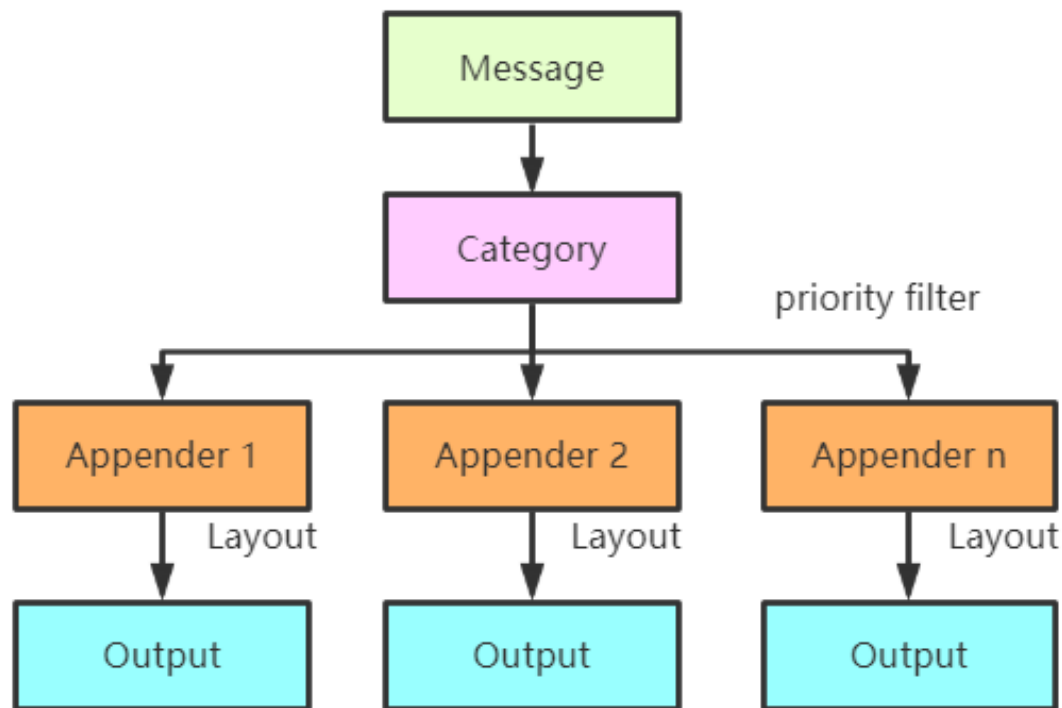 Message
Category
priority filter
Appender 1
Appender 2
Appender n
Layout
Layout
Layout
Output
Output
Output